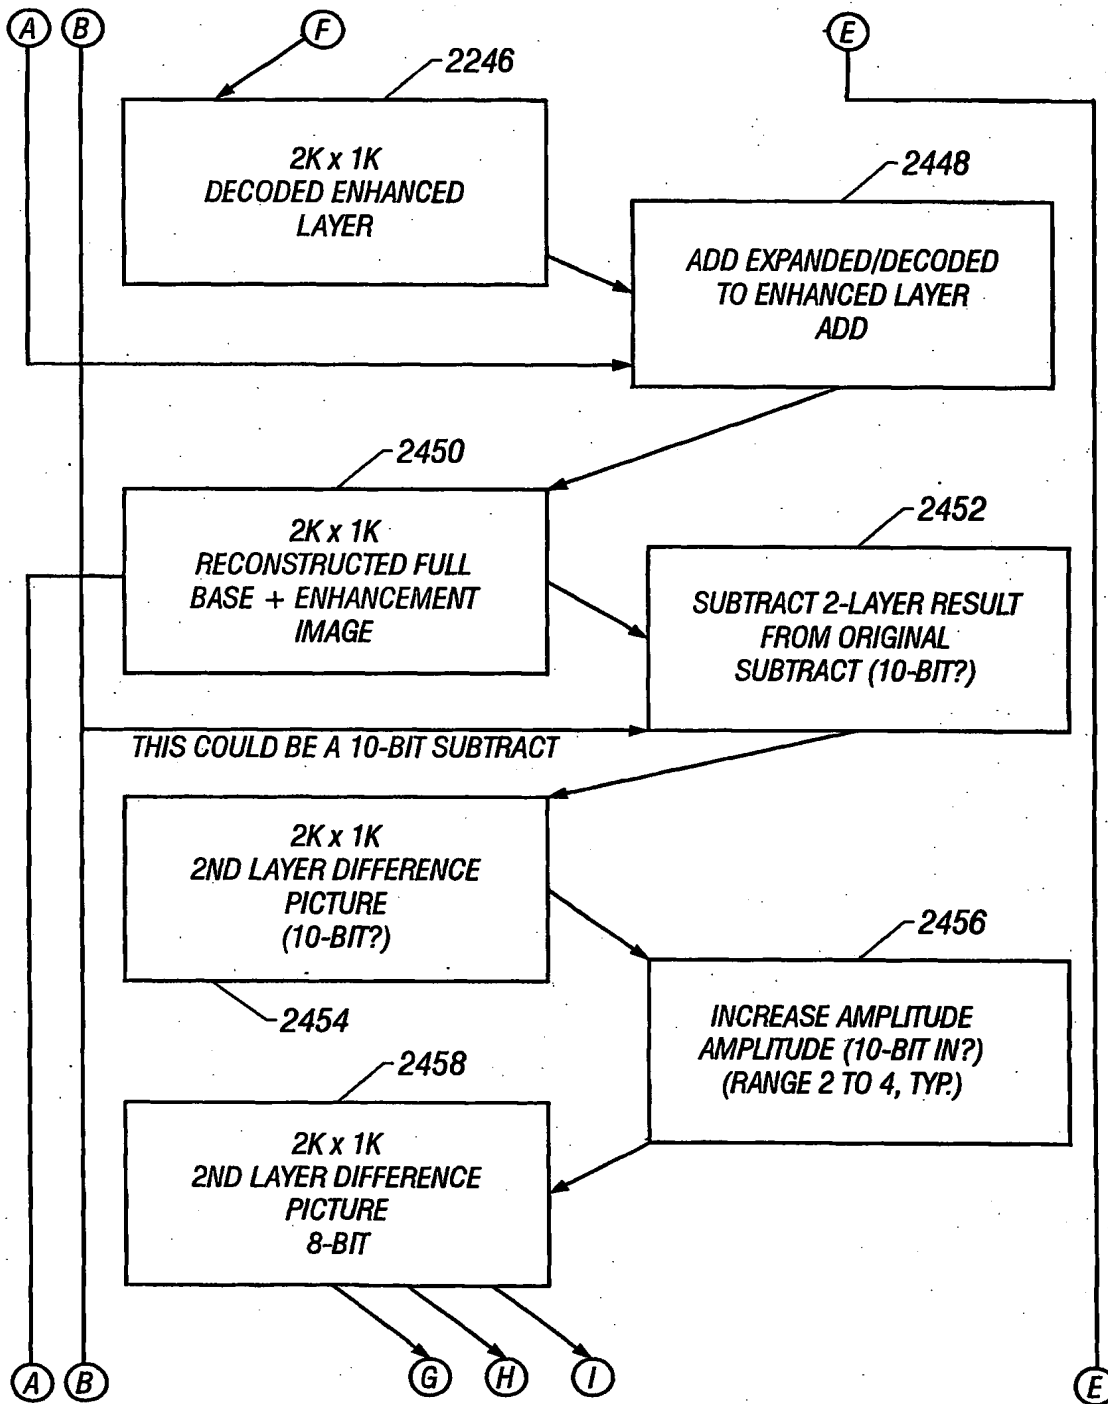 A B F E
2246
2K x 1K
DECODED ENHANCED
LAYER
2448
ADD EXPANDED/DECODED
TO ENHANCED LAYER
ADD
2450
2K x 1K
RECONSTRUCTED FULL
BASE + ENHANCEMENT
IMAGE
2452
SUBTRACT 2-LAYER RESULT
FROM ORIGINAL
SUBTRACT (10-BIT?)
THIS COULD BE A 10-BIT SUBTRACT
2K x 1K
2ND LAYER DIFFERENCE
PICTURE
(10-BIT?)
2454
2456
INCREASE AMPLITUDE
AMPLITUDE (10-BIT IN?)
(RANGE 2 TO 4, TYP.)
2458
2K x 1K
2ND LAYER DIFFERENCE
PICTURE
8-BIT
A B G H I E